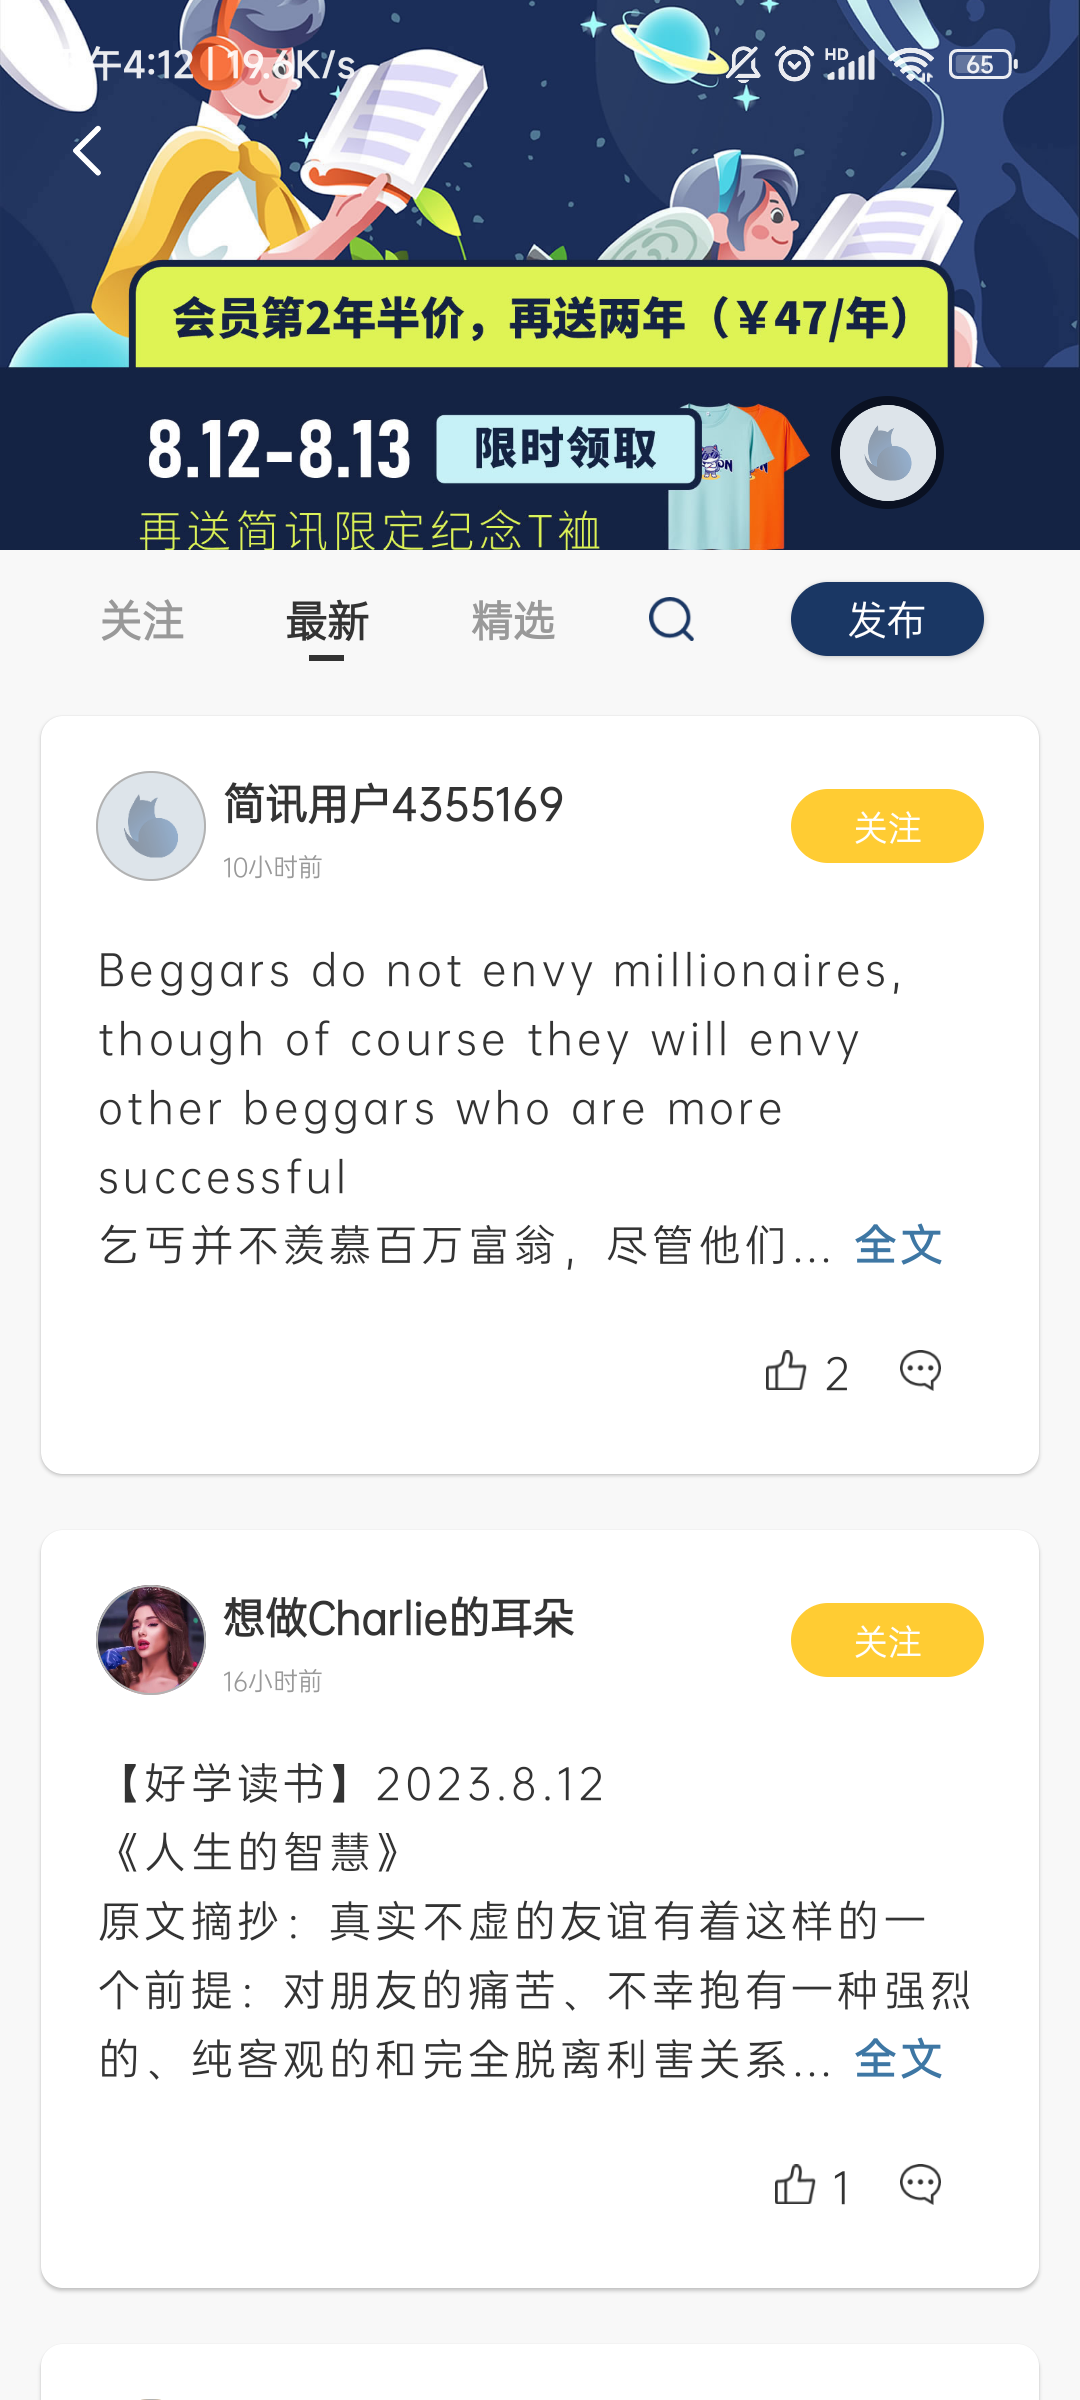 午4:12 | 19.6K/s
HD
65
会员第2年半价，再送两年（￥47/年）
8.12-8.13 限时领取
再送简讯限定纪念T裇
关注 最新 精选 发布
简讯用户4355169
关注
10小时前
Beggars do not envy millionaires,
though of course they will envy
other beggars who are more
successful
乞丐并不羡慕百万富翁，尽管他们... 全文
2
想做Charlie的耳朵
关注
16小时前
【好学读书】2023.8.12
《人生的智慧》
原文摘抄：真实不虚的友谊有着这样的一
个前提：对朋友的痛苦、不幸抱有一种强烈
的、纯客观的和完全脱离利害关系... 全文
1